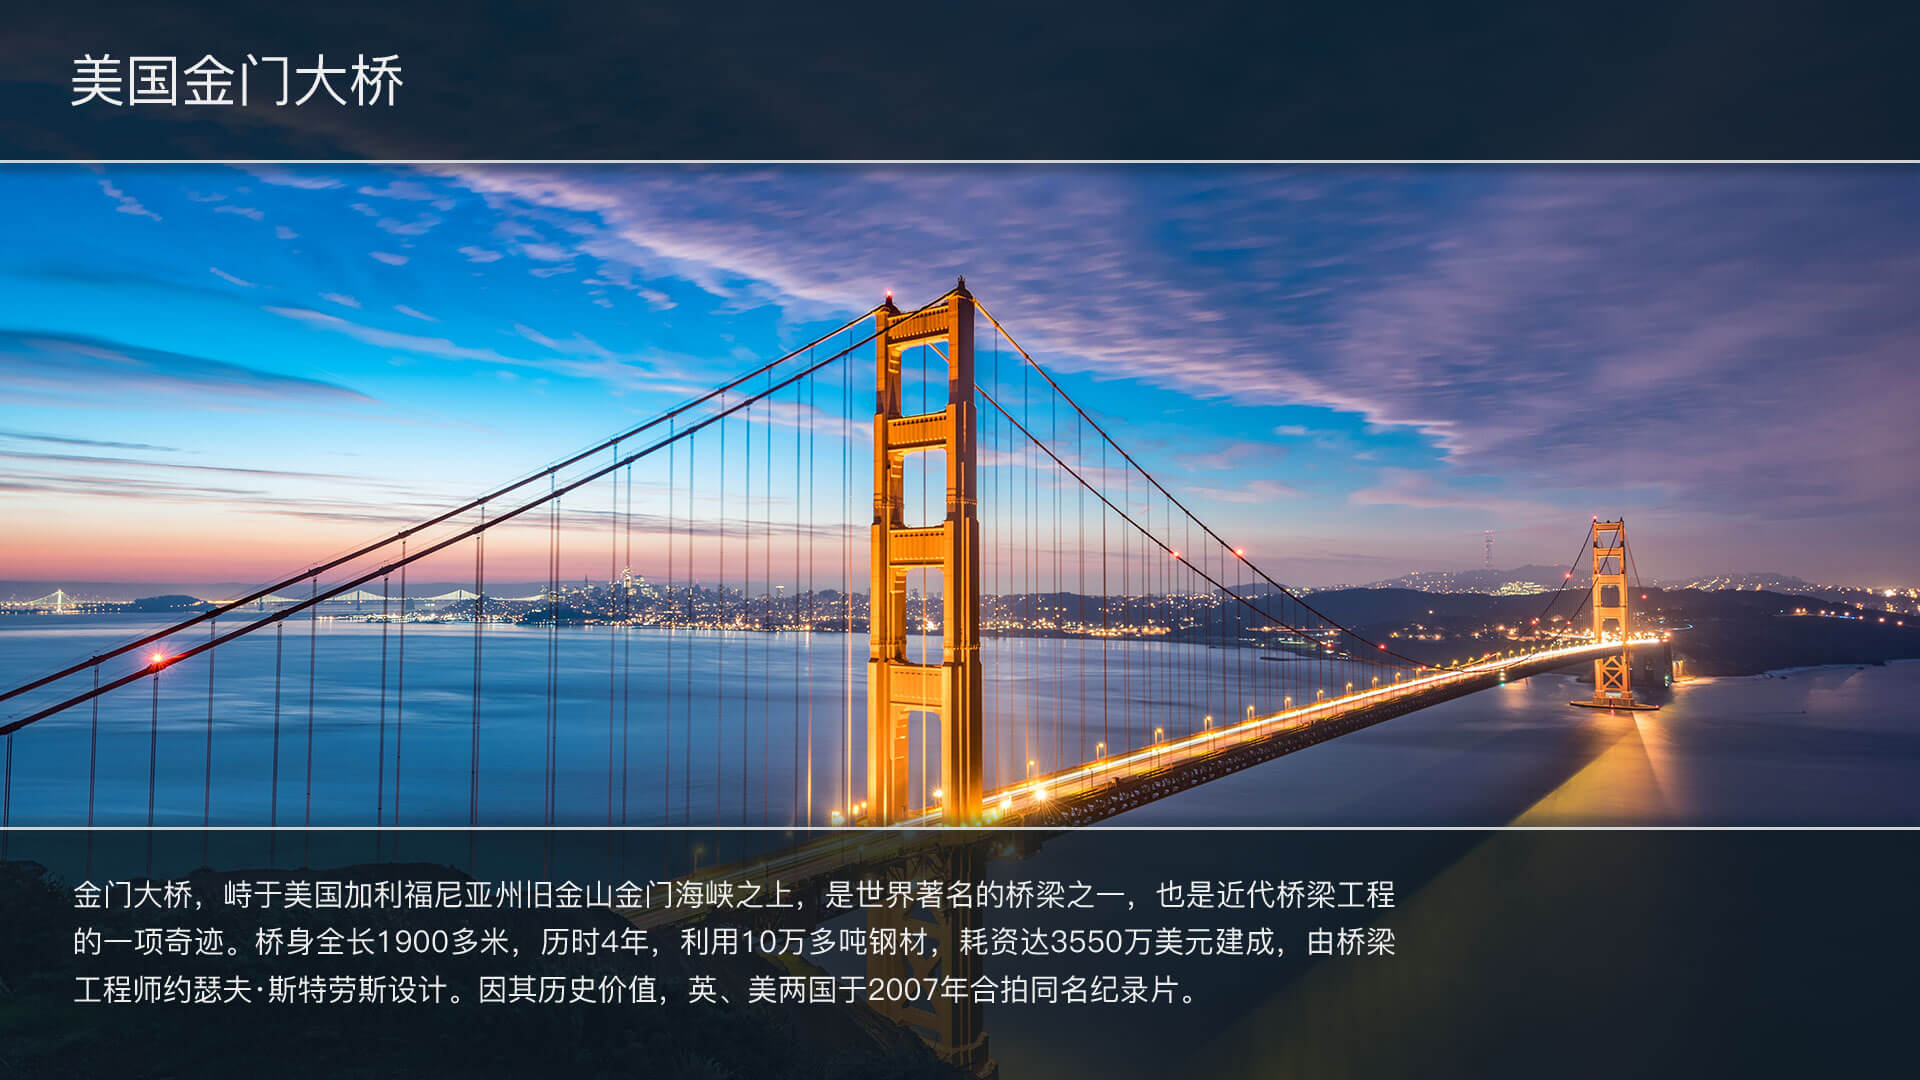 美国金门大桥
金门大桥，峙于美国加利福尼亚州旧金山金门海峡之上，是世界著名的桥梁之一，也是近代桥梁工程
的一项奇迹。桥身全长1900多米，历时4年，利用10万多吨钢材，耗资达3550万美元建成，由桥梁
工程师约瑟夫·斯特劳斯设计。因其历史价值，英、美两国于2007年合拍同名纪录片。